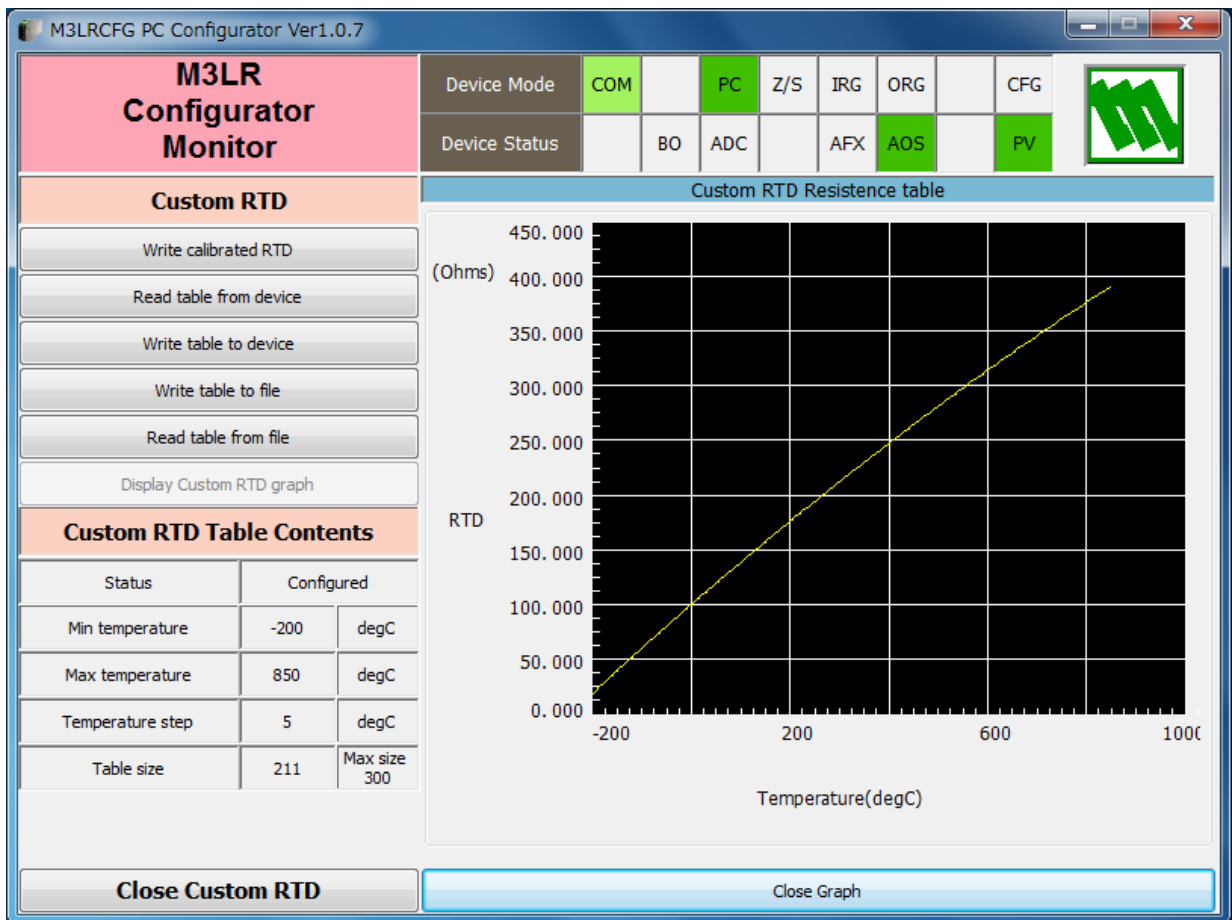 M3LRCFG PC Configurator Ver1.0.7
M3LR
Configurator
Monitor
Device Mode COM PC Z/S IRG ORG CFG
Device Status BO ADC AFX AOS PV
Custom RTD
Write calibrated RTD
Read table from device
Write table to device
Write table to file
Read table from file
Display Custom RTD graph
Custom RTD Table Contents
Status Configured
Min temperature -200 degC
Max temperature 850 degC
Temperature step 5 degC
Table size 211 Max size
300
Close Custom RTD
Custom RTD Resistence table
450.000
(Ohms)
400.000
350.000
300.000
250.000
200.000
RTD
150.000
100.000
50.000
0.000
-200 200 600 1000
Temperature(degC)
Close Graph